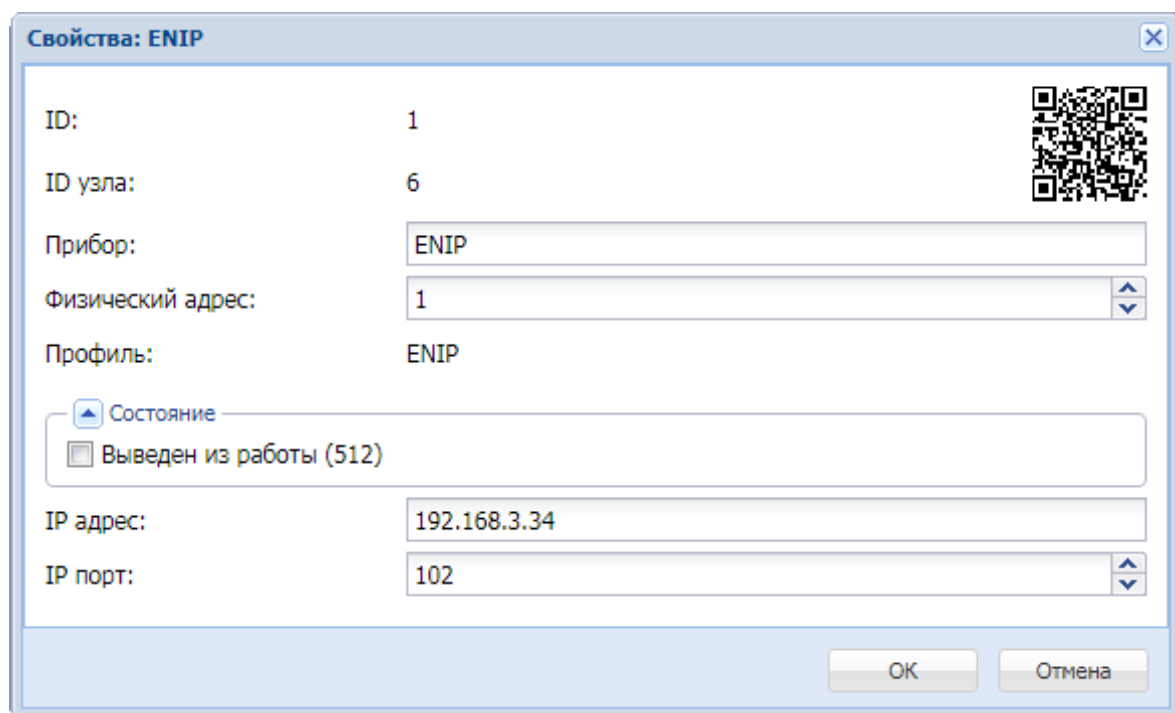 Свойства: ENIP
ID: 1
ID узла: 6
Прибор: ENIP
Физический адрес: 1
Профиль: ENIP
Состояние
Выведен из работы (512)
IP адрес: 192.168.3.34
IP порт: 102
OK Отмена